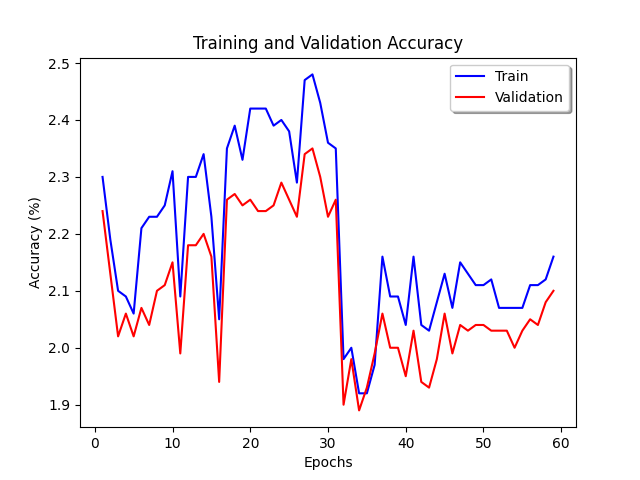 Training and Validation Accuracy
Train
Validation
Accuracy (%)
2.5
2.4
2.3
2.2
2.1
2.0
1.9
0 10 20 30 40 50 60
Epochs